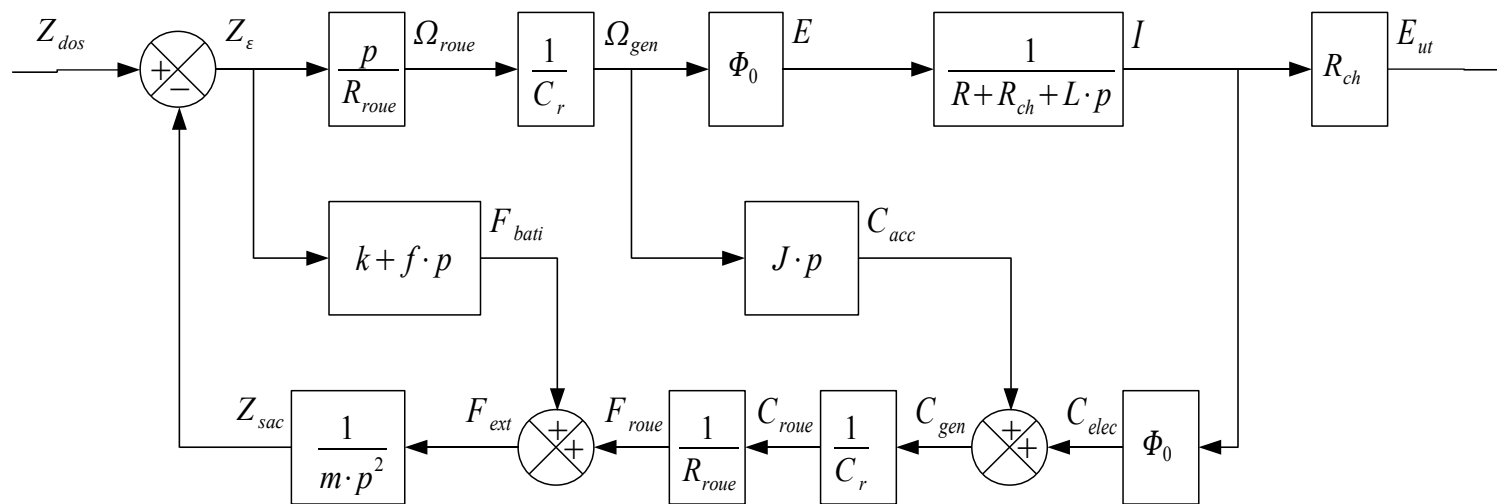 Z_dos + − Z_ε p/R_roue Ω_roue 1/C_r Ω_gen Φ_0 E 1/(R+R_ch+L·p) I R_ch E_ut
k+f·p F_bati J·p C_acc
Z_sac 1/(m·p²) F_ext + + F_roue 1/R_roue C_roue 1/C_r C_gen + + C_elec Φ_0